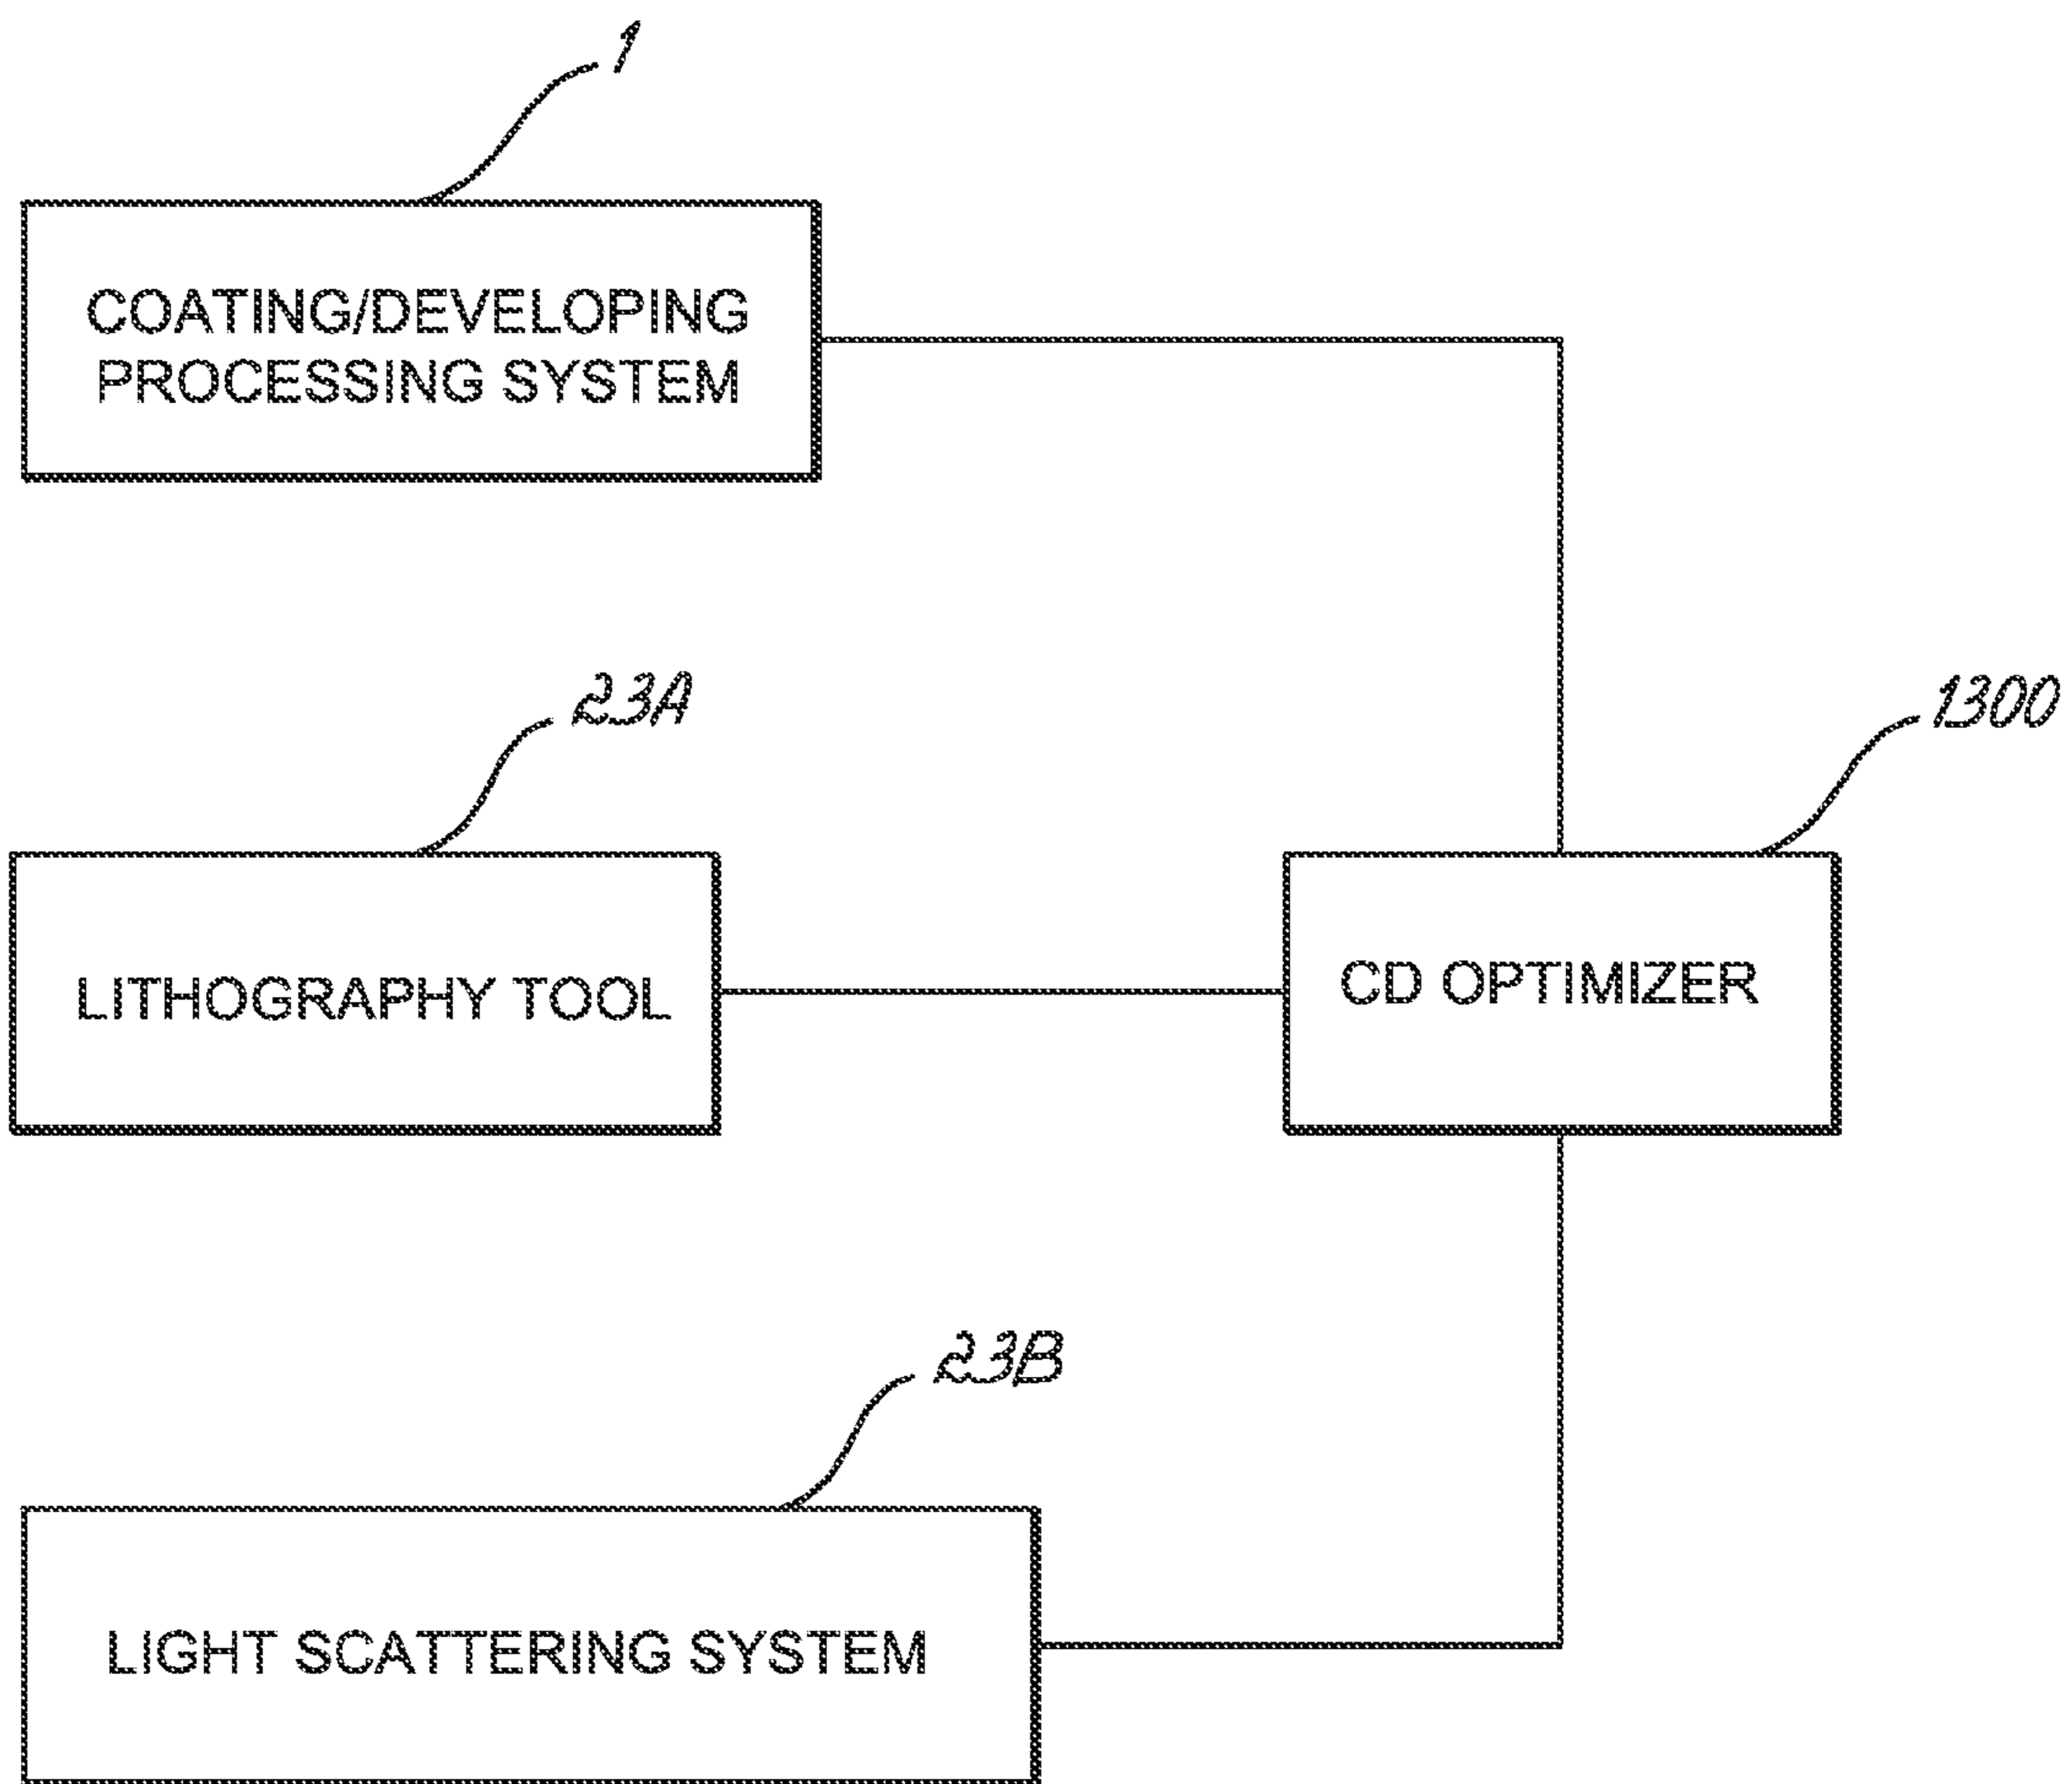 1
COATING/DEVELOPING
PROCESSING SYSTEM
23A
1300
LITHOGRAPHY TOOL
CD OPTIMIZER
23B
LIGHT SCATTERING SYSTEM